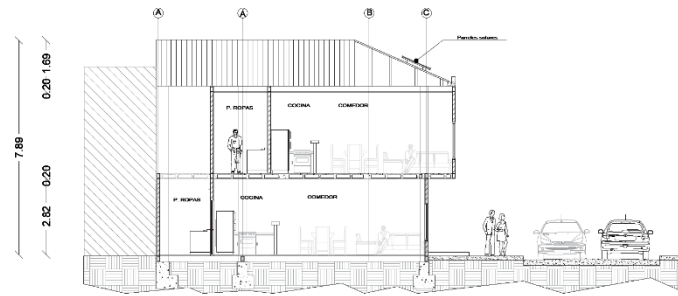 A A B C
Paneles solares
1.69
0.20
P. ROPAS COCINA COMEDOR
7.89
0.20
P. ROPAS COCINA COMEDOR
2.82